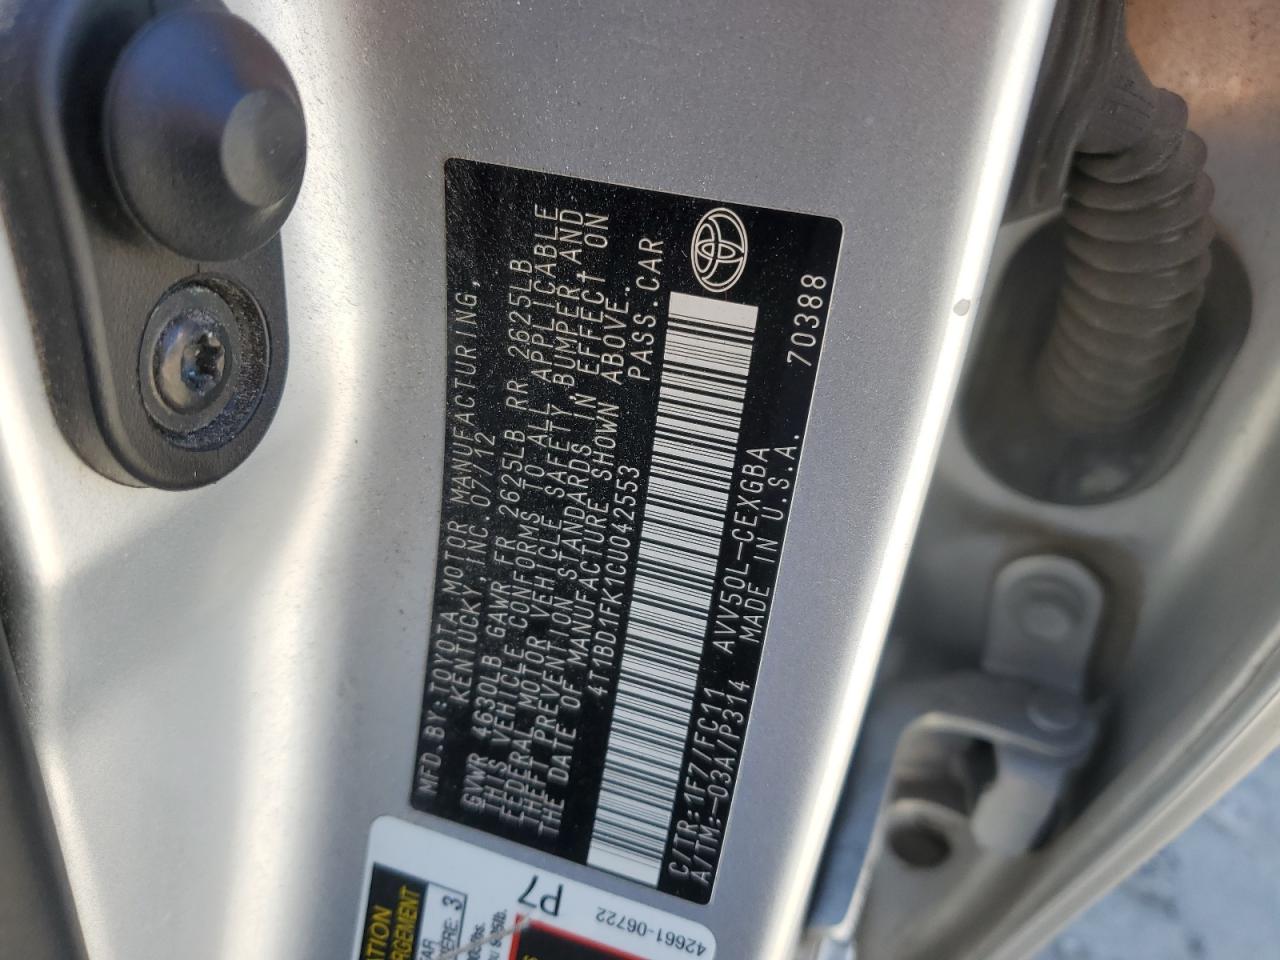 MFD.BY:TOYOTA MOTOR MANUFACTURING,
KENTUCKY, INC.07/12
GVWR 4630LB GAWR FR 2625LB RR 2625LB
THIS VEHICLE CONFORMS TO ALL APPLICABLE
FEDERAL MOTOR VEHICLE SAFETY,BUMPER,AND
THEFT PREVENTION STANDARDS IN EFFECT ON
THE DATE OF MANUFACTURE SHOWN ABOVE..
4T1BD1FK1CU042553 PASS.CAR
C/TR:1F7/FC11 AVV50L-CEXGBA
A/TM:-03A/P314 MADE IN U.S.A. 70388
P7
42661-06722
3